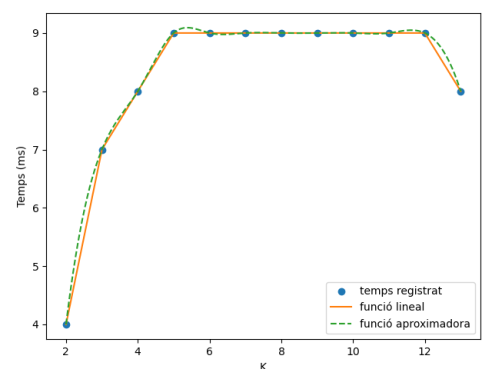 9
8
7
6
5
4
Temps (ms)
temps registrat
funció lineal
funció aproximadora
2
4
6
8
10
12
K